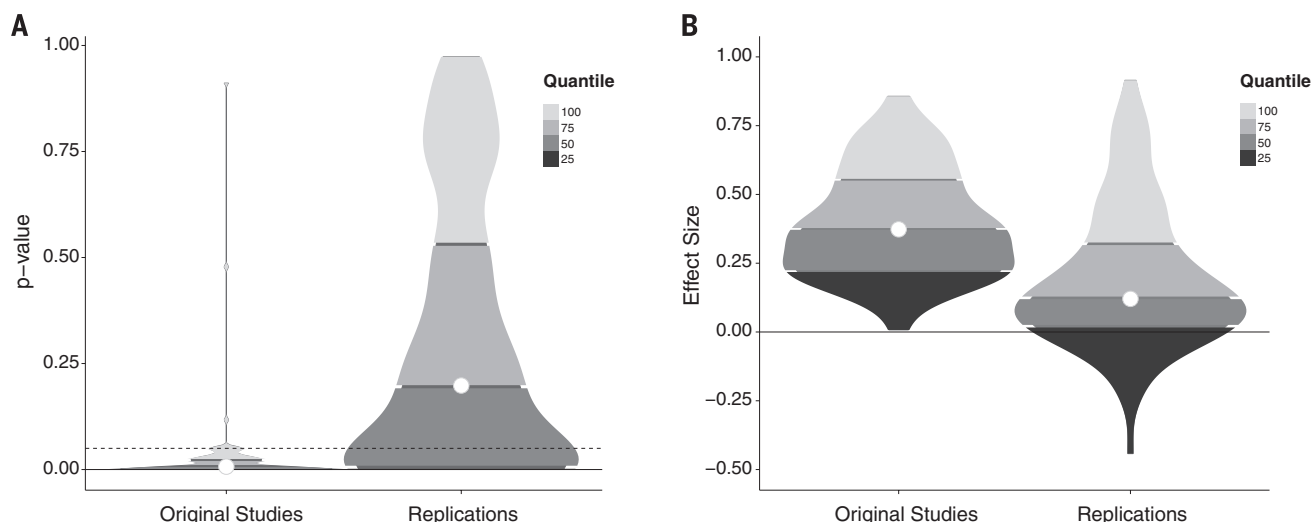 A
1.00
0.75
0.50
0.25
0.00
p−value
Original Studies
Replications
Quantile
100
75
50
25
B
1.00
0.75
0.50
0.25
0.00
−0.25
−0.50
Effect Size
Original Studies
Replications
Quantile
100
75
50
25